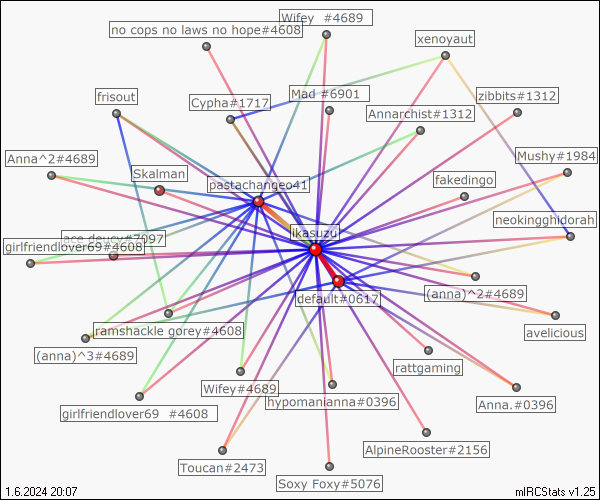 Wifey  #4689
no cops no laws no hope#4608
xenoyaut
frisout
Mad #6901
zibbits#1312
Cypha#1717
Annarchist#1312
Anna^2#4689
Mushy#1984
Skalman
pastachangeo41
fakedingo
neokingghidorah
ikasuzu
ace deucy#7097
girlfriendlover69#4608
(anna)^2#4689
default#0617
ramshackle gorey#4608
avelicious
(anna)^3#4689
rattgaming
Wifey#4689
hypomanianna#0396
Anna.#0396
girlfriendlover69  #4608
AlpineRooster#2156
Toucan#2473
Soxy Foxy#5076
1.6.2024 20:07
mIRCStats v1.25